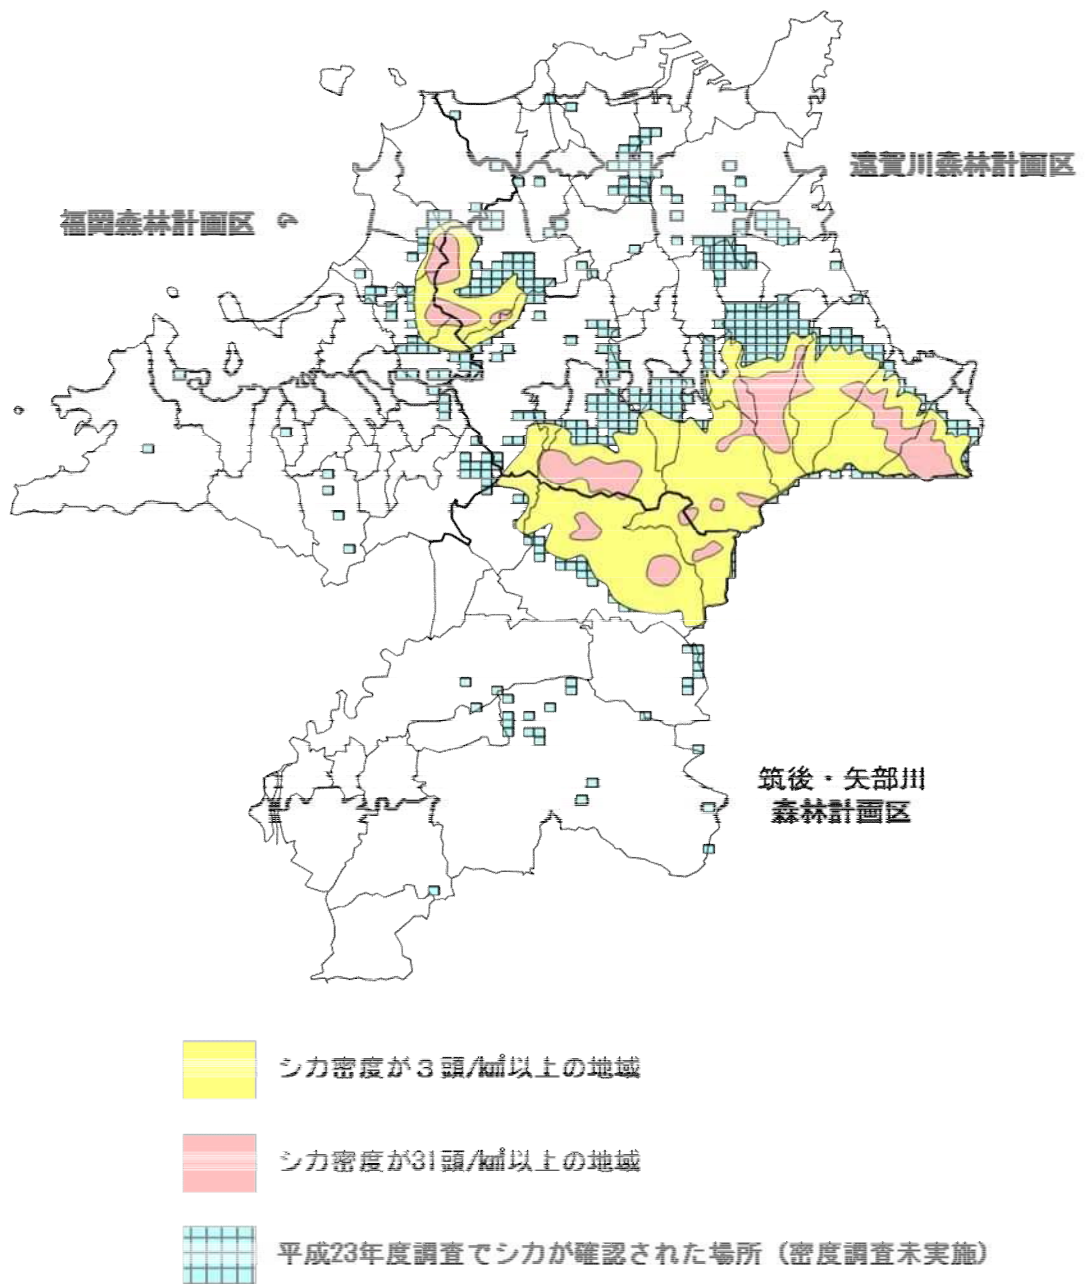 遠賀川森林計画区
福岡森林計画区
筑後・矢部川
森林計画区
シカ密度が３頭/㎢以上の地域
シカ密度が31頭/㎢以上の地域
平成23年度調査でシカが確認された場所（密度調査未実施）